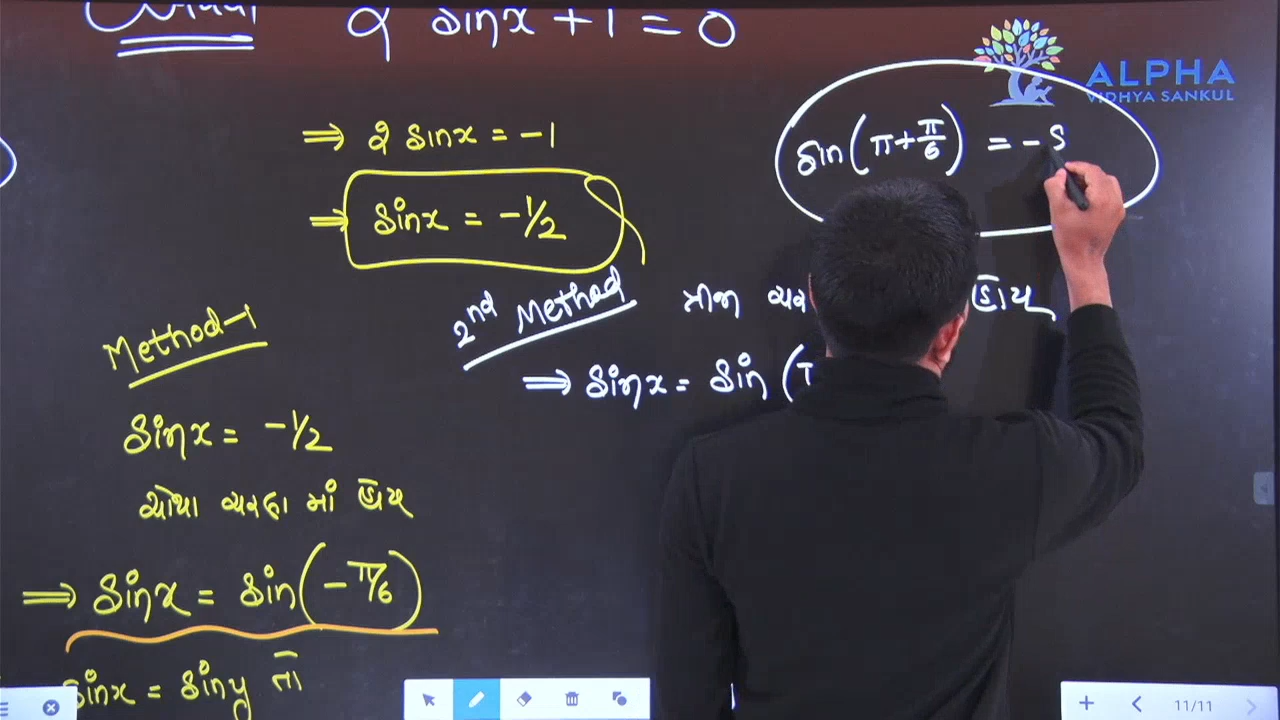 2 sinx + 1 = 0
ALPHA
VIDHYA SANKUL
⇒ 2 sinx = -1
sin(π+π/6) = -s
⇒ sinx = -1/2
2nd Method
ત્રીજા
હોય
Method-1
⇒ sinx = sin (
sinx = -1/2
ચોથા ચરણ માં હોય
⇒ sinx = sin(-π/6)
sinx = siny ના
11/11